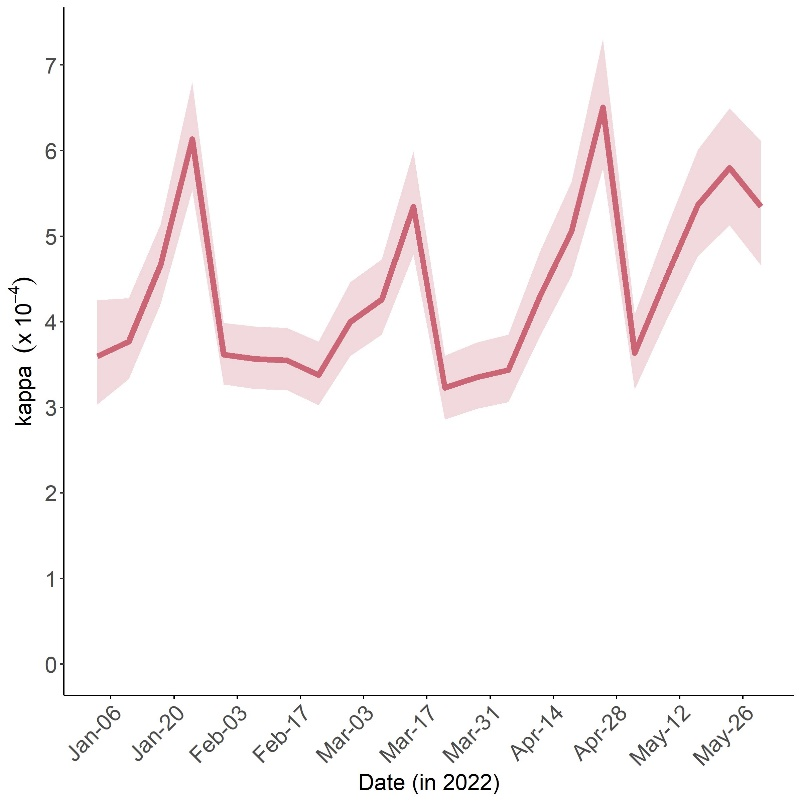 7
6
5
4
3
2
1
0
kappa (x 10⁻⁴)
Jan-06
Jan-20
Feb-03
Feb-17
Mar-03
Mar-17
Mar-31
Apr-14
Apr-28
May-12
May-26
Date (in 2022)